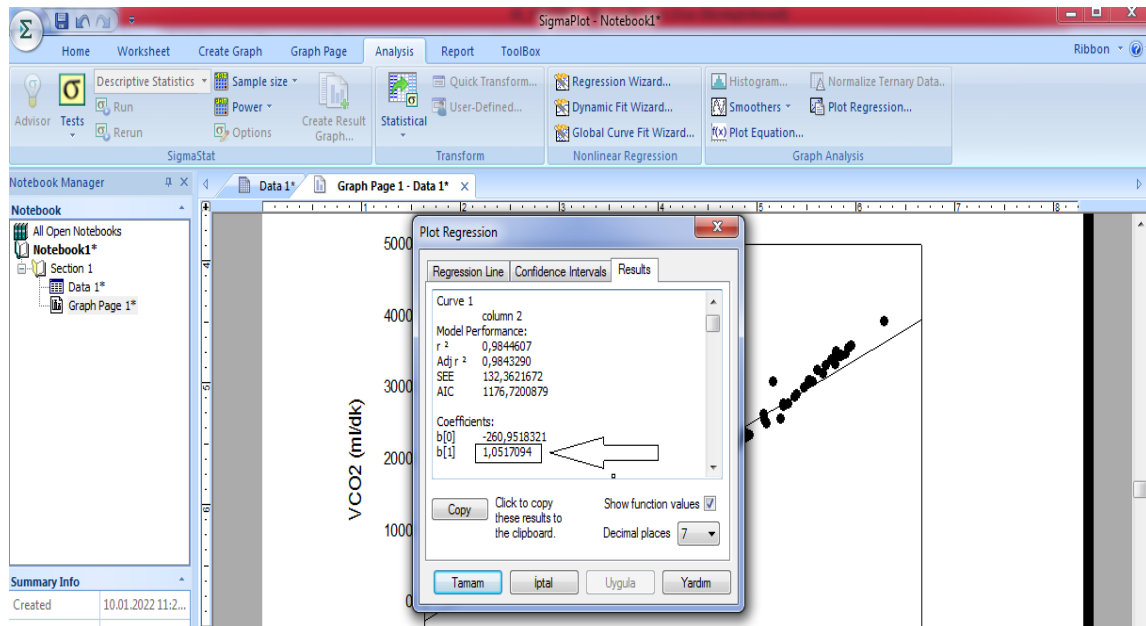 SigmaPlot - Notebook1*
Home Worksheet Create Graph Graph Page Analysis Report ToolBox Ribbon
Advisor
Tests
Descriptive Statistics
Run
Rerun
Sample size
Power
Options
Create Result
Graph...
SigmaStat
Statistical
Quick Transform...
User-Defined...
Transform
Regression Wizard...
Dynamic Fit Wizard...
Global Curve Fit Wizard...
Nonlinear Regression
Histogram...
Smoothers
f(x) Plot Equation...
Normalize Ternary Data..
Plot Regression...
Graph Analysis
Notebook Manager
Notebook
All Open Notebooks
Notebook1*
Section 1
Data 1*
Graph Page 1*
Summary Info
Created 10.01.2022 11:2...
Data 1*
Graph Page 1 - Data 1*
1 2 3 4 5 6 7 8
4
5
6
VCO2 (ml/dk)
5000
4000
3000
2000
1000
0
Plot Regression
Regression Line Confidence Intervals Results
Curve 1
column 2
Model Performance:
r ² 0,9844607
Adj r ² 0,9843290
SEE 132,3621672
AIC 1176,7200879
Coefficients:
b[0] -260,9518321
b[1] 1,0517094
Copy
Click to copy
these results to
the clipboard.
Show function values
Decimal places 7
Tamam İptal Uygula Yardım